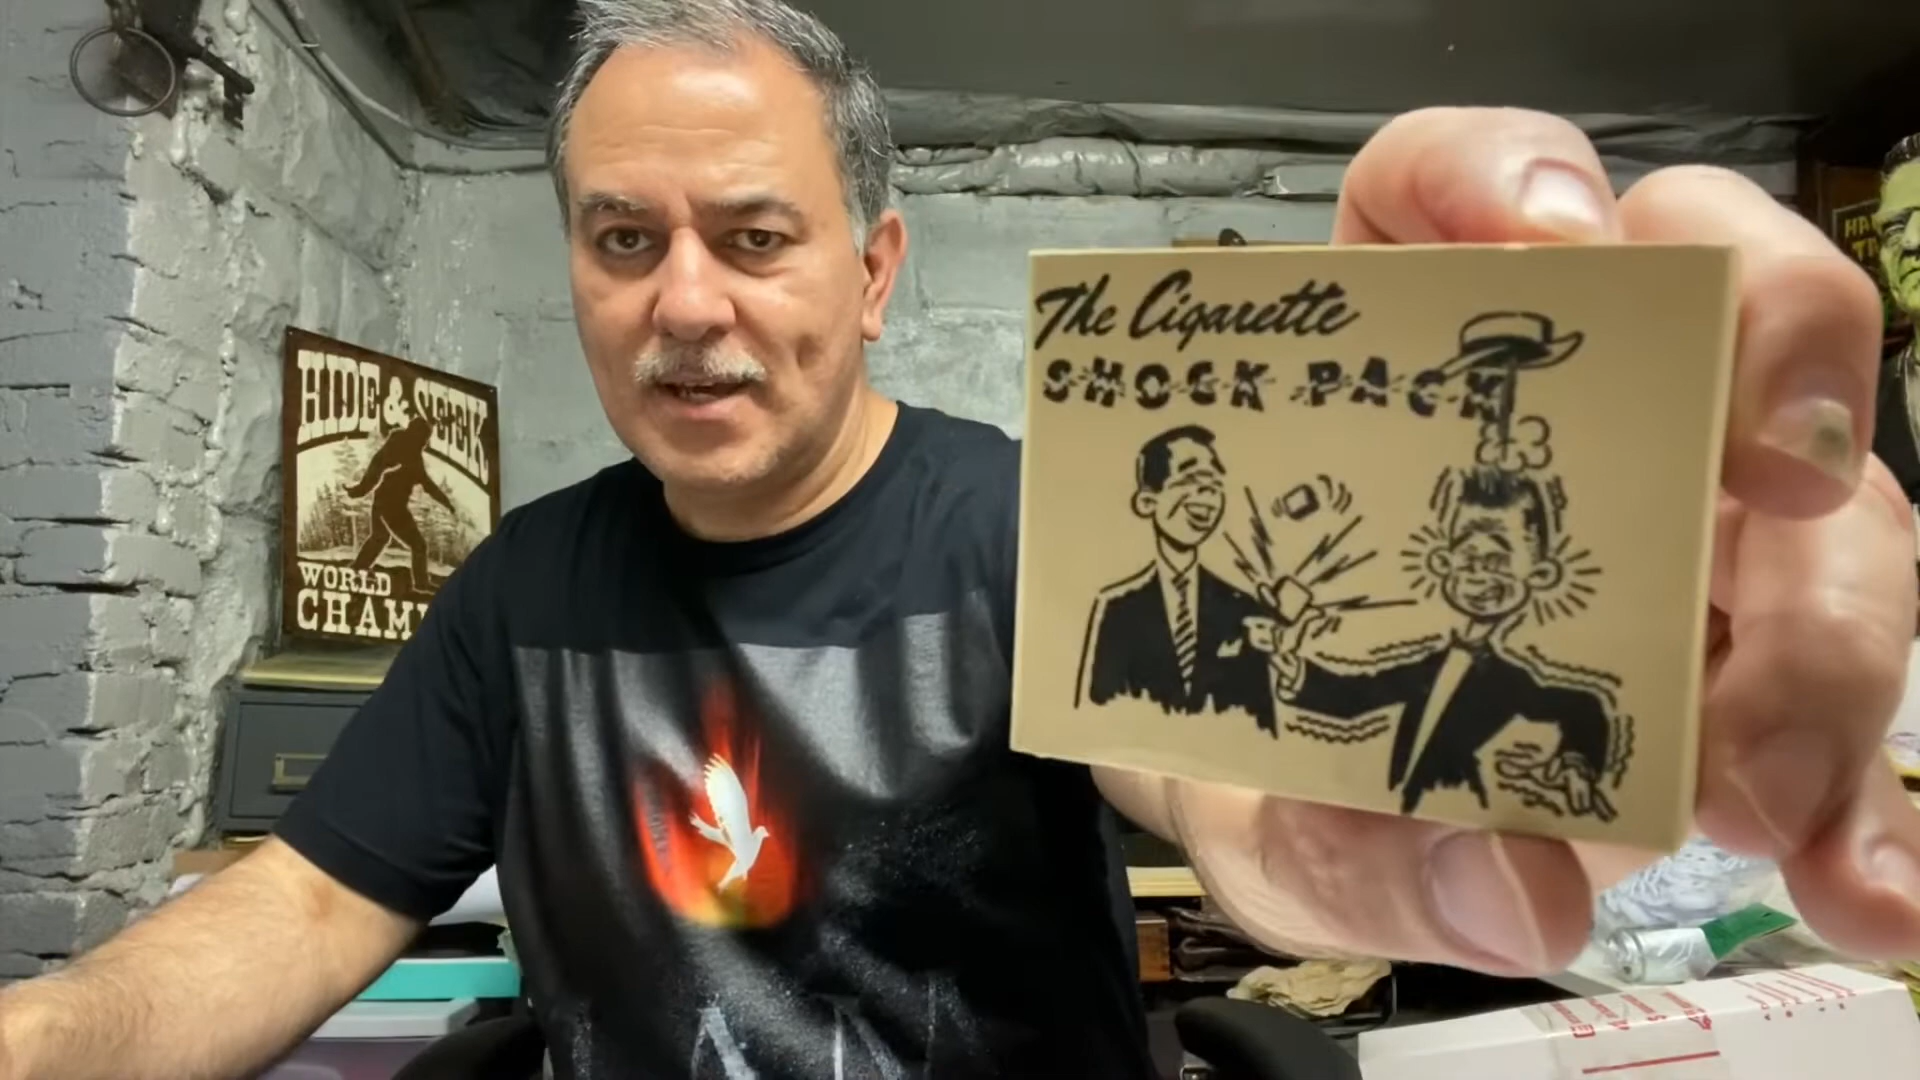 HIDE & SEEK
WORLD
CHAM
The Cigarette
SHOCK PACK